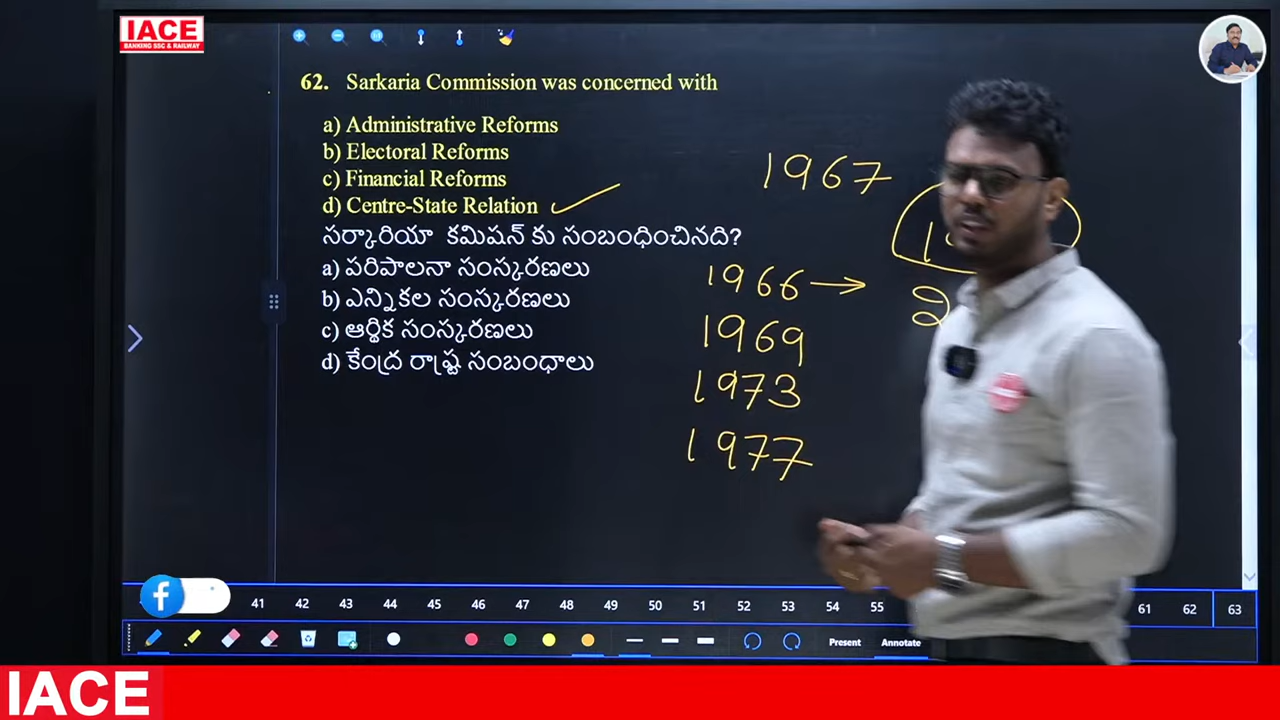 IACE
BANKING SSC & RAILWAY
62. Sarkaria Commission was concerned with
a) Administrative Reforms
b) Electoral Reforms
c) Financial Reforms
d) Centre-State Relation
సర్కారియా కమిషన్ కు సంబంధించినది?
a) పరిపాలనా సంస్కరణలు
b) ఎన్నికల సంస్కరణలు
c) ఆర్థిక సంస్కరణలు
d) కేంద్ర రాష్ట్ర సంబంధాలు
1967
1966 →
1969
1973
1977
2
41 42 43 44 45 46 47 48 49 50 51 52 53 54 55 61 62 63
Present Annotate
IACE